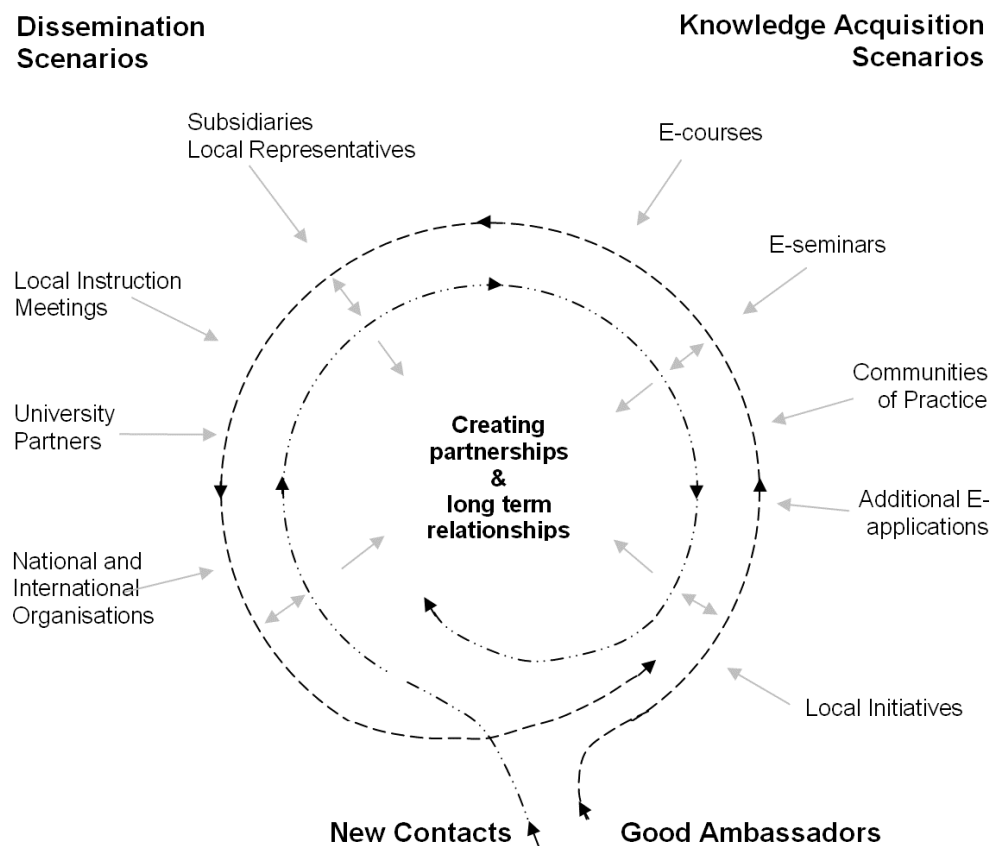 Dissemination
Scenarios
Knowledge Acquisition
Scenarios
Subsidiaries
Local Representatives
E-courses
E-seminars
Local Instruction
Meetings
Communities
of Practice
University
Partners
Creating
partnerships
&
long term
relationships
Additional E-
applications
National and
International
Organisations
Local Initiatives
New Contacts
Good Ambassadors